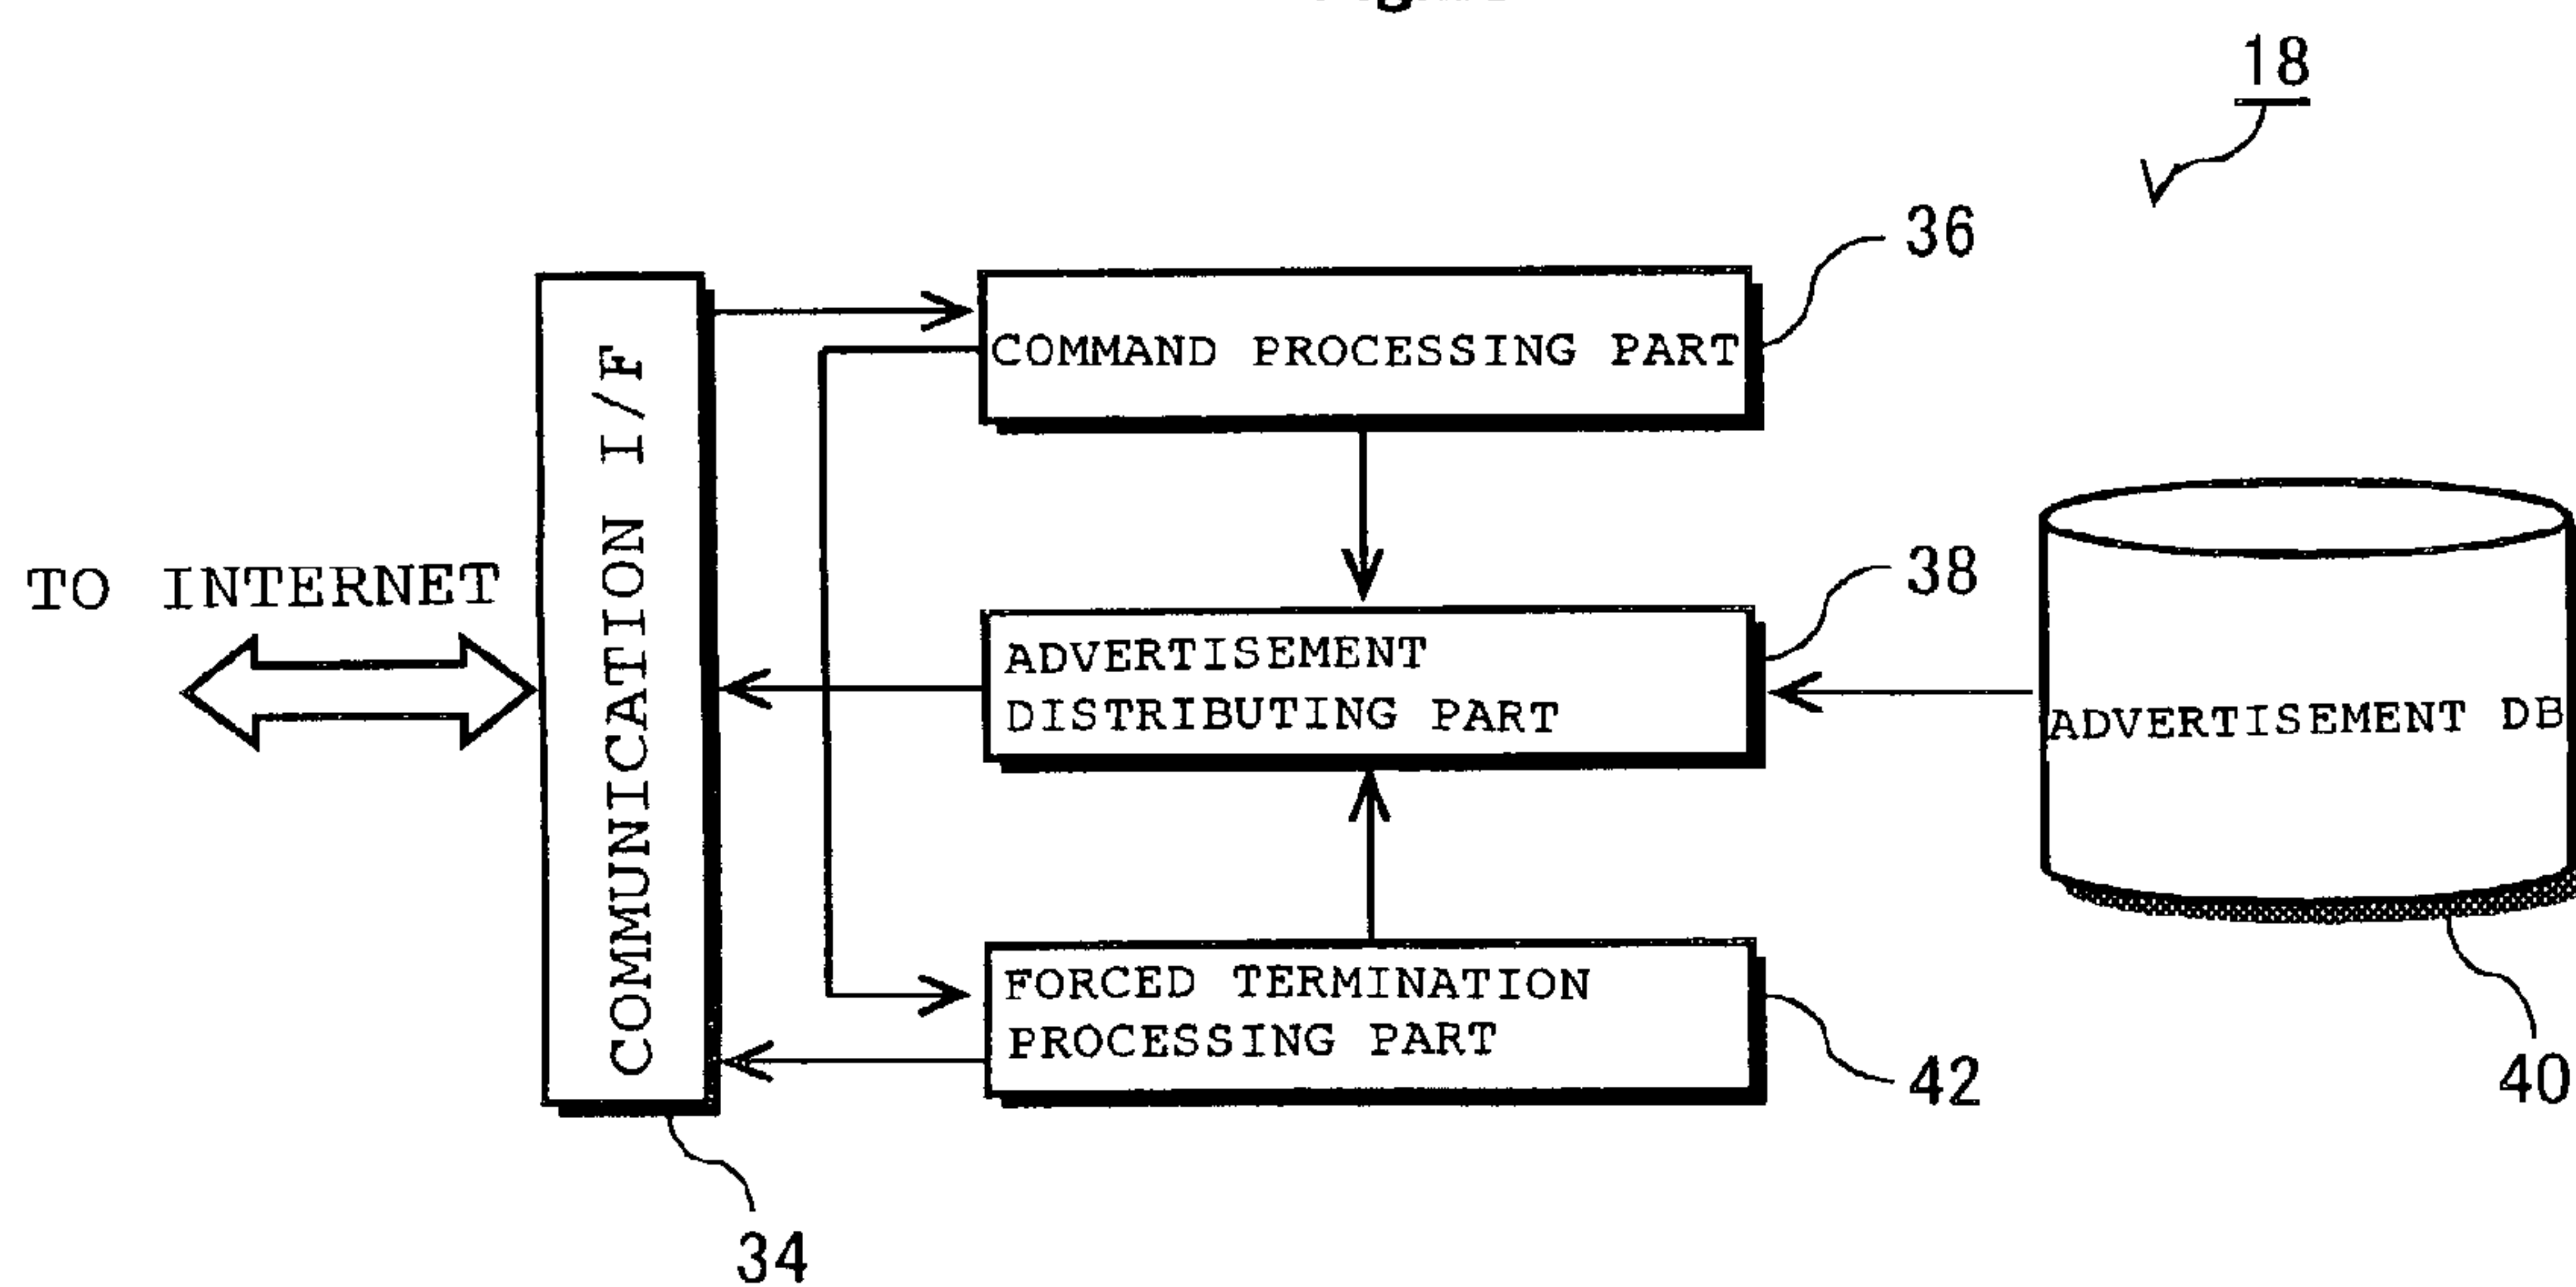 18
36
COMMAND PROCESSING PART
COMMUNICATION I/F
TO INTERNET
38
ADVERTISEMENT
DISTRIBUTING PART
ADVERTISEMENT DB
FORCED TERMINATION
PROCESSING PART
42
40
34